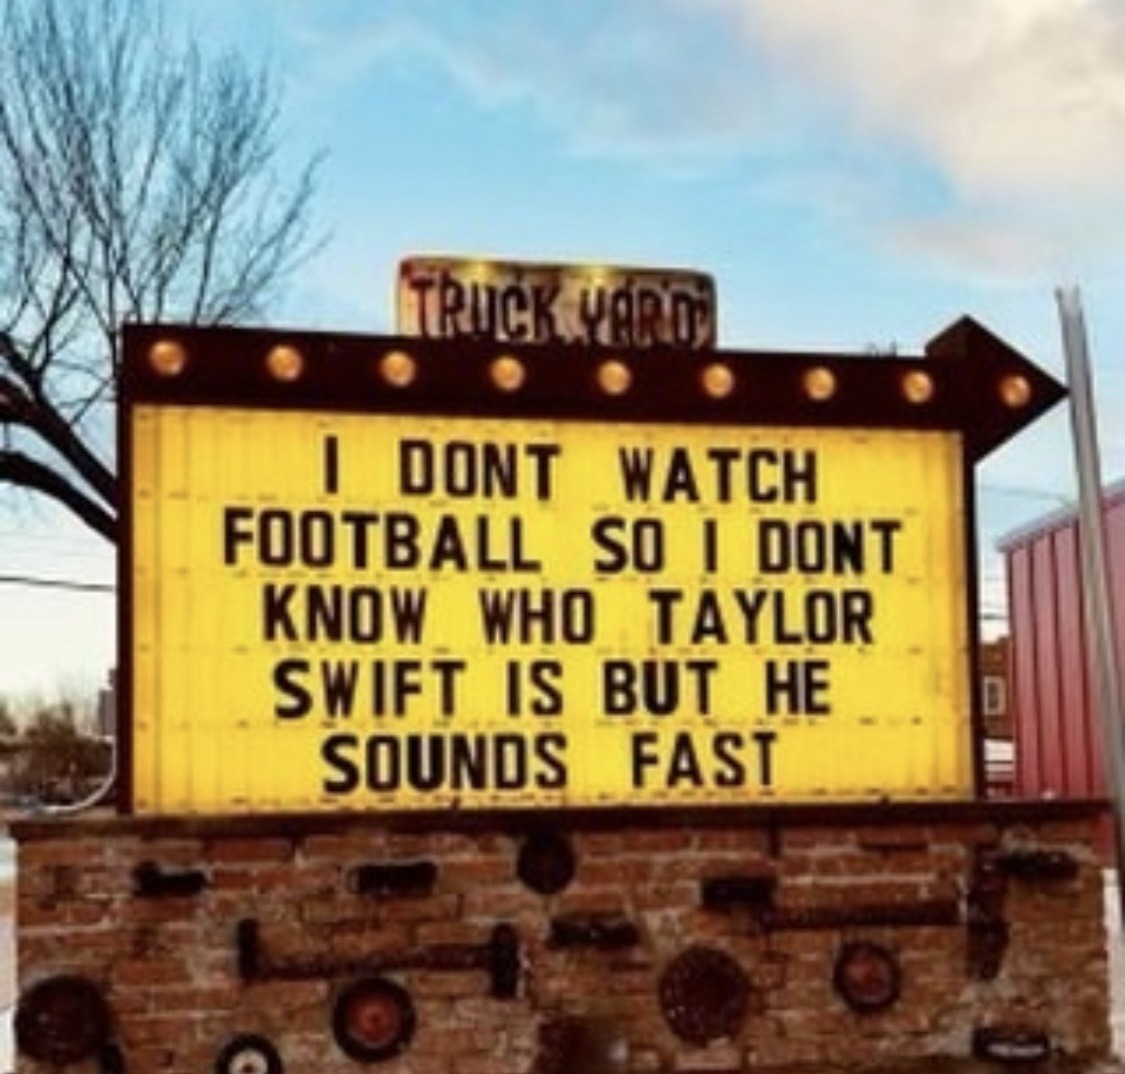 TRUCK YARD
I DONT WATCH
FOOTBALL SO I DONT
KNOW WHO TAYLOR
SWIFT IS BUT HE
SOUNDS FAST